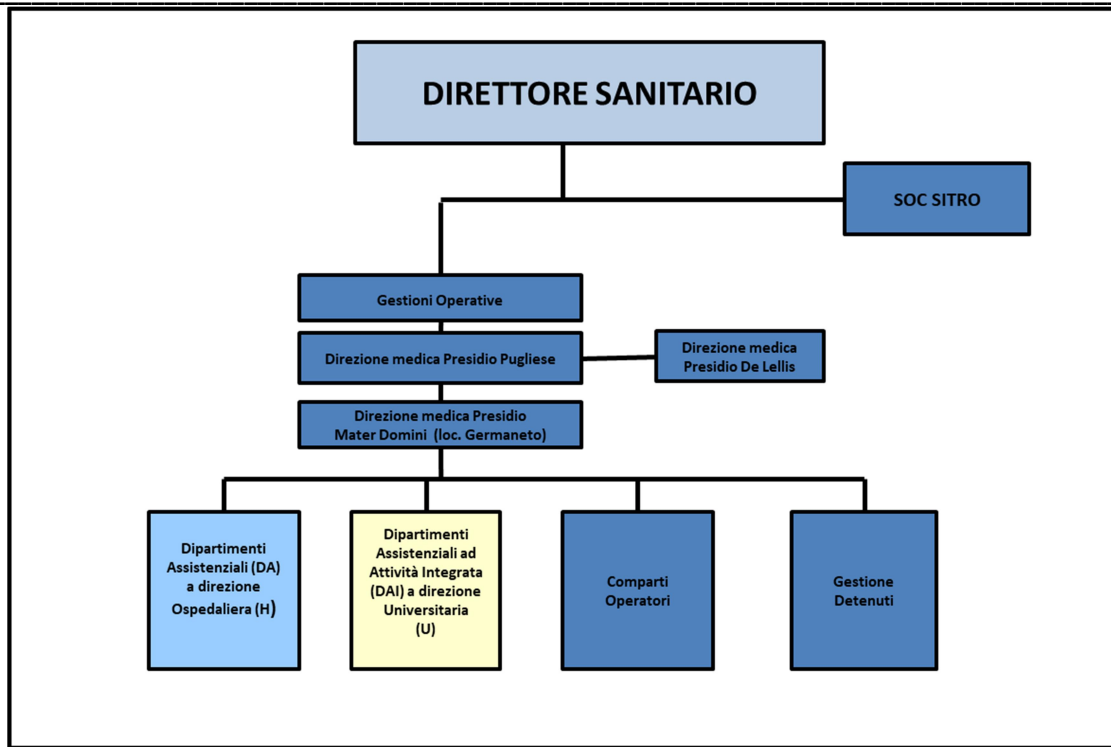 DIRETTORE SANITARIO
SOC SITRO
Gestioni Operative
Direzione medica Presidio Pugliese
Direzione medica
Presidio De Lellis
Direzione medica Presidio
Mater Domini (loc. Germaneto)
Dipartimenti
Assistenziali (DA)
a direzione
Ospedaliera (H)
Dipartimenti
Assistenziali ad
Attività Integrata
(DAI) a direzione
Universitaria
(U)
Comparti
Operatori
Gestione
Detenuti